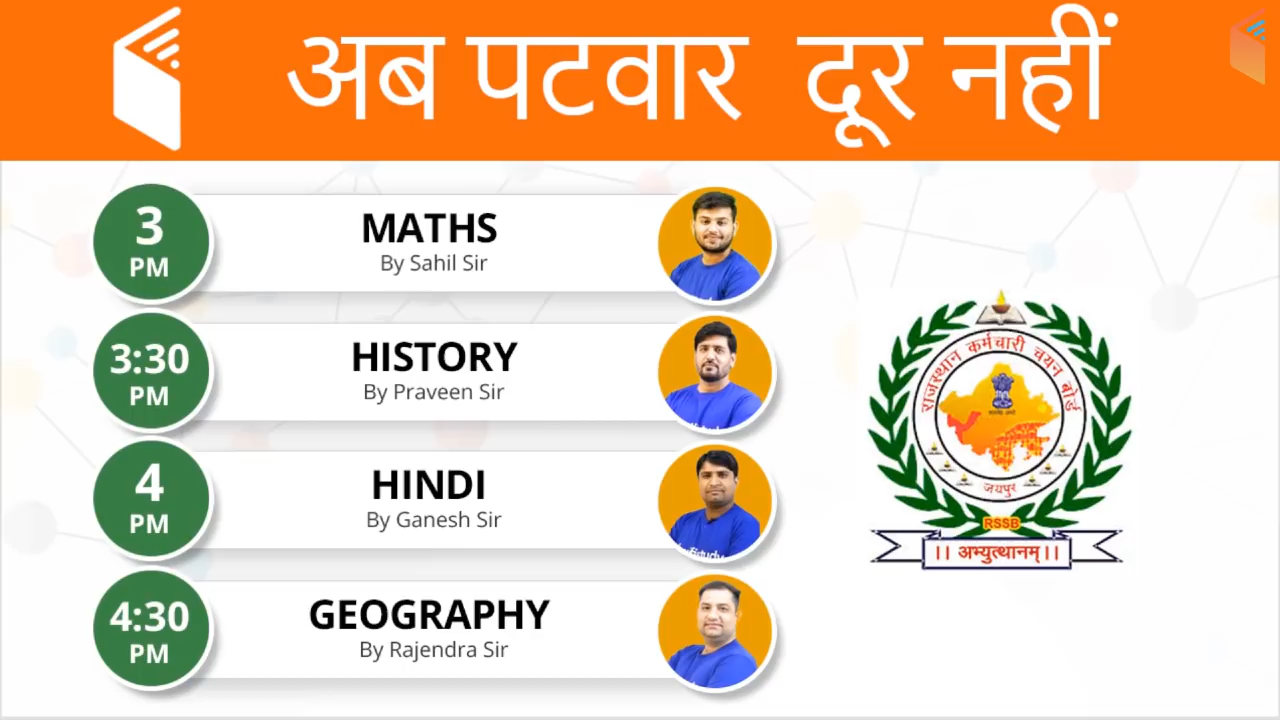 अब पटवार दूर नहीं
3
PM
MATHS
By Sahil Sir
3:30
PM
HISTORY
By Praveen Sir
4
PM
HINDI
By Ganesh Sir
4:30
PM
GEOGRAPHY
By Rajendra Sir
राजस्थान कर्मचारी चयन बोर्ड
जयपुर
RSSB
।। अभ्युत्थानम्।।